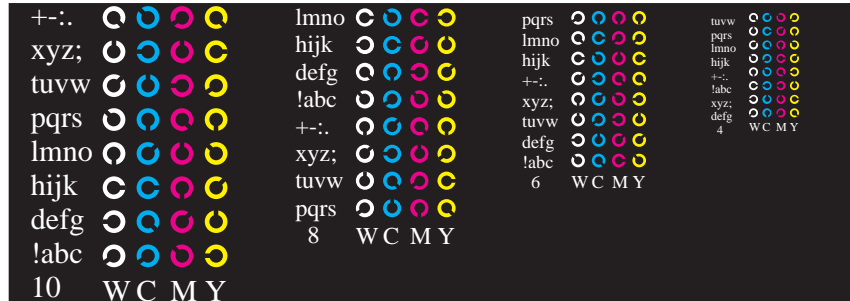 +-:.
xyz;
tuvw
pqrs
lmno
hijk
defg
!abc
10 W C M Y
lmno
hijk
defg
!abc
+-:.
xyz;
tuvw
pqrs
8 W C M Y
pqrs
lmno
hijk
+-:.
xyz;
tuvw
defg
!abc
6 W C M Y
tuvw
pqrs
lmno
hijk
+-:.
!abc
xyz;
defg
4 W C M Y